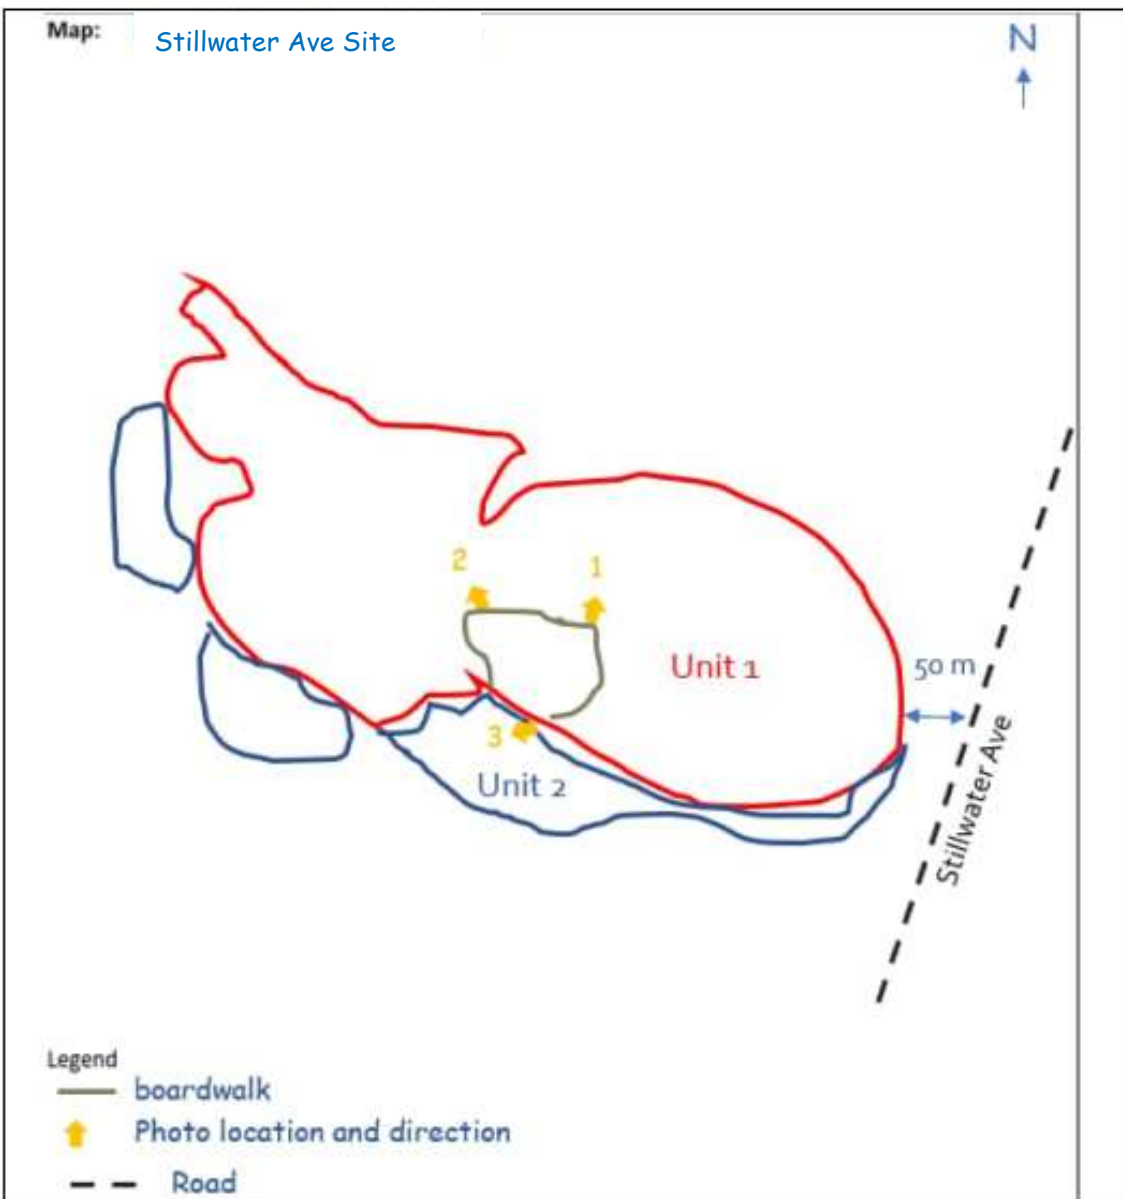 Map:
Stillwater Ave Site
N
2
1
Unit 1
50 m
3
Unit 2
Stillwater Ave
Legend
boardwalk
Photo location and direction
Road